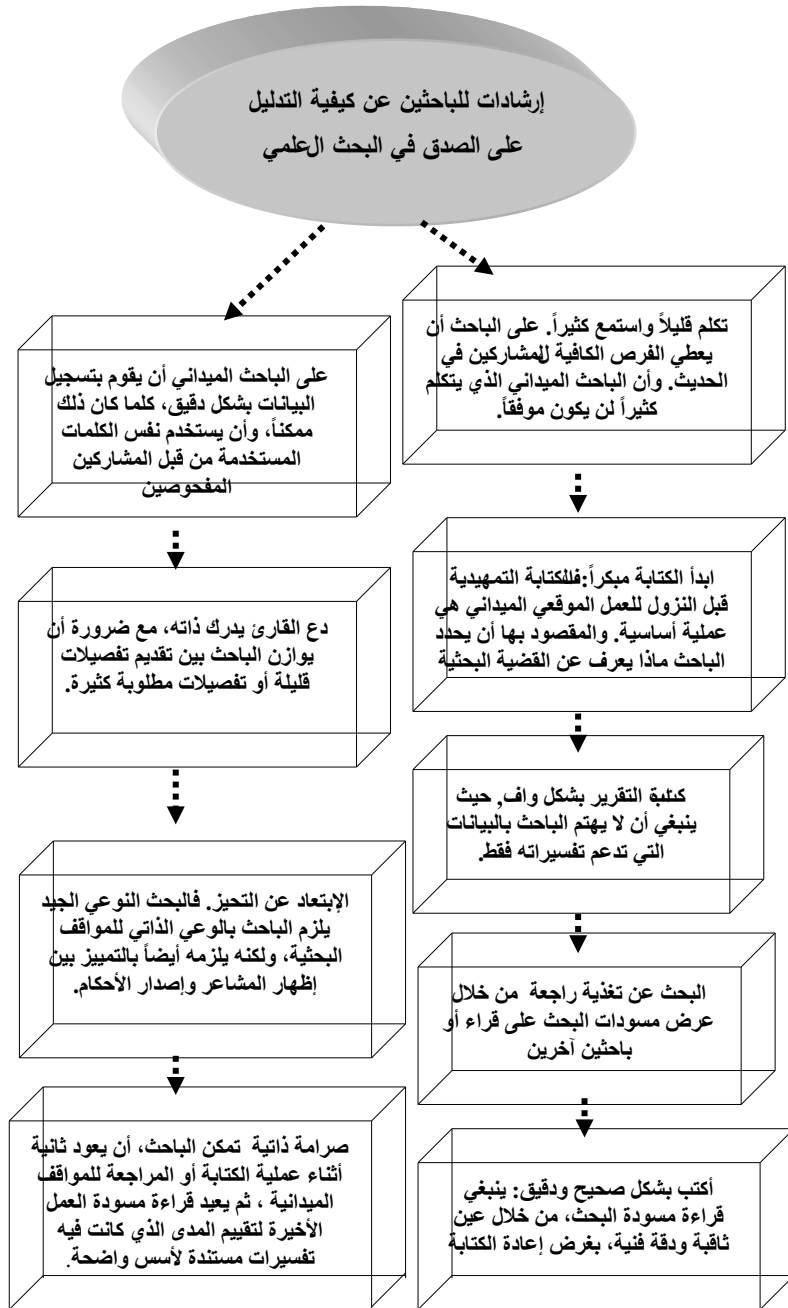 إرشادات للباحثين عن كيفية التدليل
على الصدق في البحث العلمي
تكلم قليلاً واستمع كثيراً. على الباحث أن
يعطي الفرص الكافية للمشاركين في
الحديث. وأن الباحث الميداني الذي يتكلم
كثيراً لن يكون موفقاً.
على الباحث الميداني أن يقوم بتسجيل
البيانات بشكل دقيق، كلما كان ذلك
ممكناً، وأن يستخدم نفس الكلمات
المستخدمة من قبل المشاركين
المفحوصين
ابدأ الكتابة مبكراً:فالكتابة التمهيدية
قبل النزول للعمل الموقعي الميداني هي
عملية أساسية. والمقصود بها أن يحدد
الباحث ماذا يعرف عن القضية البحثية
دع القارئ يدرك ذاته، مع ضرورة أن
يوازن الباحث بين تقديم تفصيلات
قليلة أو تفصيلات مطلوبة كثيرة.
كتابة التقرير بشكل واف, حيث
ينبغي أن لا يهتم الباحث بالبيانات
التي تدعم تفسيراته فقط.
الإبتعاد عن التحيز. فالبحث النوعي الجيد
يلزم الباحث بالوعي الذاتي للمواقف
البحثية، ولكنه يلزمه أيضاً بالتمييز بين
إظهار المشاعر وإصدار الأحكام.
البحث عن تغذية راجعة من خلال
عرض مسودات البحث على قراء أو
باحثين آخرين
صرامة ذاتية تمكن الباحث، أن يعود ثانية
أثناء عملية الكتابة أو المراجعة للمواقف
الميدانية ، ثم يعيد قراءة مسودة العمل
الأخيرة لتقييم المدى الذي كانت فيه
تفسيرات مستندة لأسس واضحة.
أكتب بشكل صحيح ودقيق: ينبغي
قراءة مسودة البحث، من خلال عين
ثاقبة ودقة فنية، بغرض إعادة الكتابة